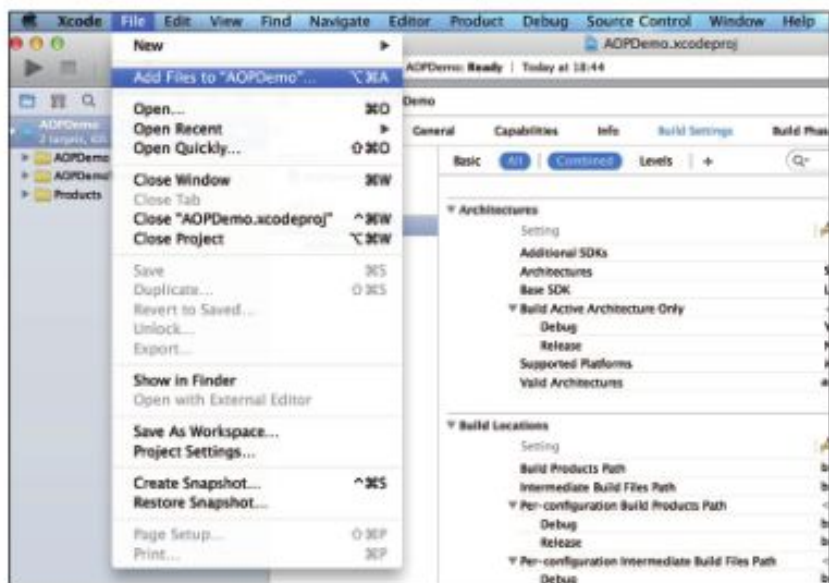 Xcode File Edit View Find Navigate Editor Product Debug Source Control Window Help
AOPDemo.xcodeproj
AOPDemo: Ready | Today at 18:44
New
Add Files to "AOPDemo"... ⌥⌘A
Open... ⌘O
Open Recent
Open Quickly... ⇧⌘O
Close Window ⌘W
Close Tab
Close "AOPDemo.xcodeproj" ^⌘W
Close Project ⌥⌘W
Save ⌘S
Duplicate... ⇧⌘S
Revert to Saved...
Unlock...
Export...
Show in Finder
Open with External Editor
Save As Workspace...
Project Settings...
Create Snapshot... ^⌘S
Restore Snapshot...
Page Setup... ⇧⌘P
Print... ⌘P
AOPDemo
2 targets,
AOPDemo
AOPDemo
Products
Demo
General Capabilities Info Build Settings Build Phas
Basic All Combined Levels +
Architectures
Setting
Additional SDKs
Architectures
Base SDK
Build Active Architecture Only
Debug
Release
Supported Platforms
Valid Architectures
Build Locations
Setting
Build Products Path
Intermediate Build Files Path
Per-configuration Build Products Path
Debug
Release
Per-configuration Intermediate Build Files Path
Debug